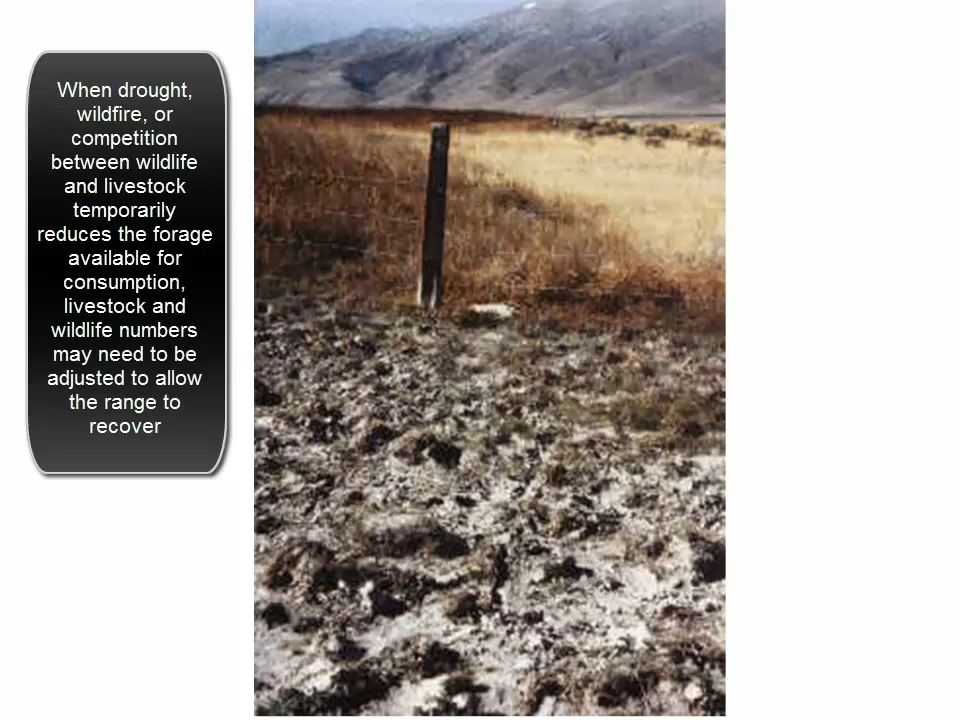 When drought,
wildfire, or
competition
between wildlife
and livestock
temporarily
reduces the forage
available for
consumption,
livestock and
wildlife numbers
may need to be
adjusted to allow
the range to
recover